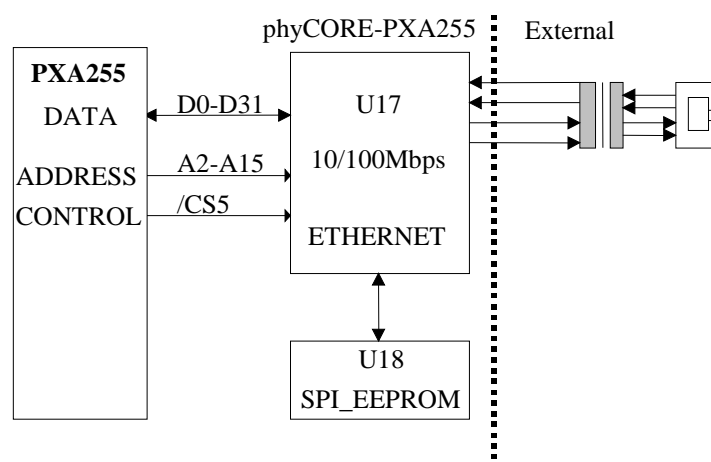 phyCORE-PXA255
External
PXA255
DATA
ADDRESS
CONTROL
D0-D31
A2-A15
/CS5
U17
10/100Mbps
ETHERNET
U18
SPI_EEPROM